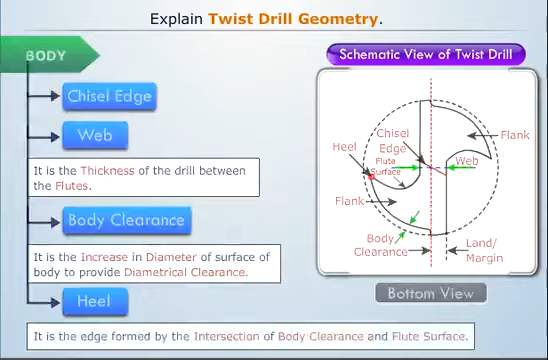 Explain Twist Drill Geometry.
BODY
Schematic View of Twist Drill
Chisel Edge
Web
It is the Thickness of the drill between
the Flutes.
Body Clearance
It is the Increase in Diameter of surface of
body to provide Diametrical Clearance.
Heel
It is the edge formed by the Intersection of Body Clearance and Flute Surface.
Heel
Chisel
Edge
Flute
Surface
Flank
Web
Flank
Body
Clearance
Land/
Margin
Bottom View